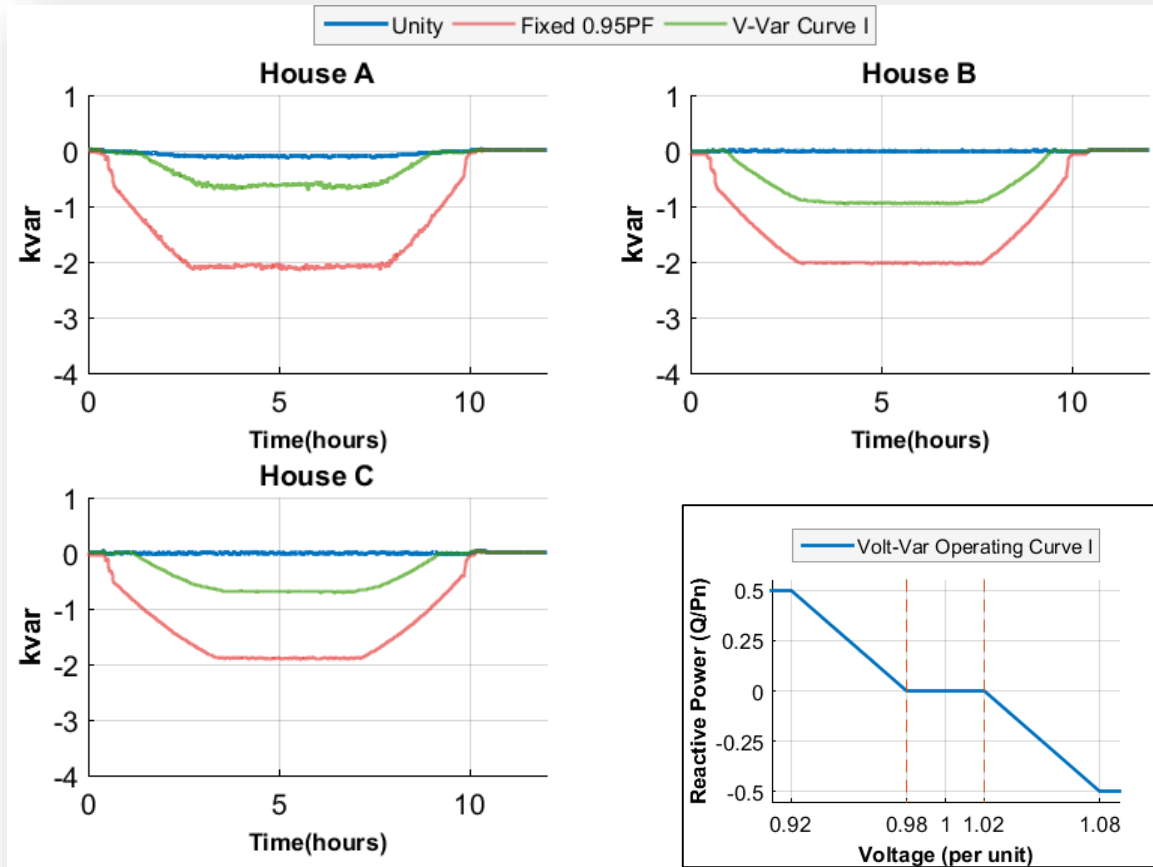 Unity Fixed 0.95PF V-Var Curve I
House A
1
0
-1
-2
-3
-4
kvar
0 5 10
Time(hours)
House B
1
0
-1
-2
-3
-4
kvar
0 5 10
Time(hours)
House C
1
0
-1
-2
-3
-4
kvar
0 5 10
Time(hours)
Volt-Var Operating Curve I
0.5
0.25
0
-0.25
-0.5
Reactive Power (Q/Pn)
0.92 0.98 1 1.02 1.08
Voltage (per unit)